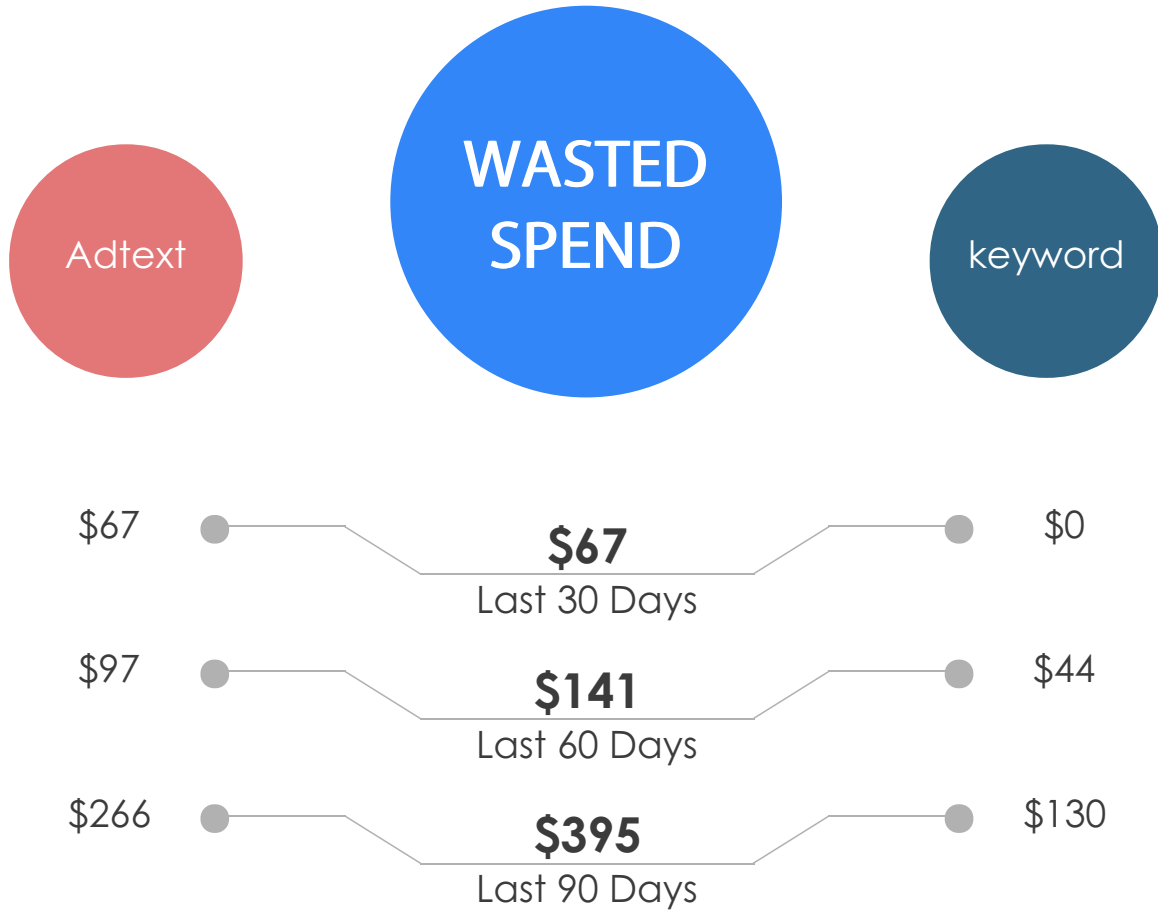 WASTED
SPEND
Adtext
keyword
$67
$67
$0
Last 30 Days
$97
$141
$44
Last 60 Days
$266
$395
$130
Last 90 Days